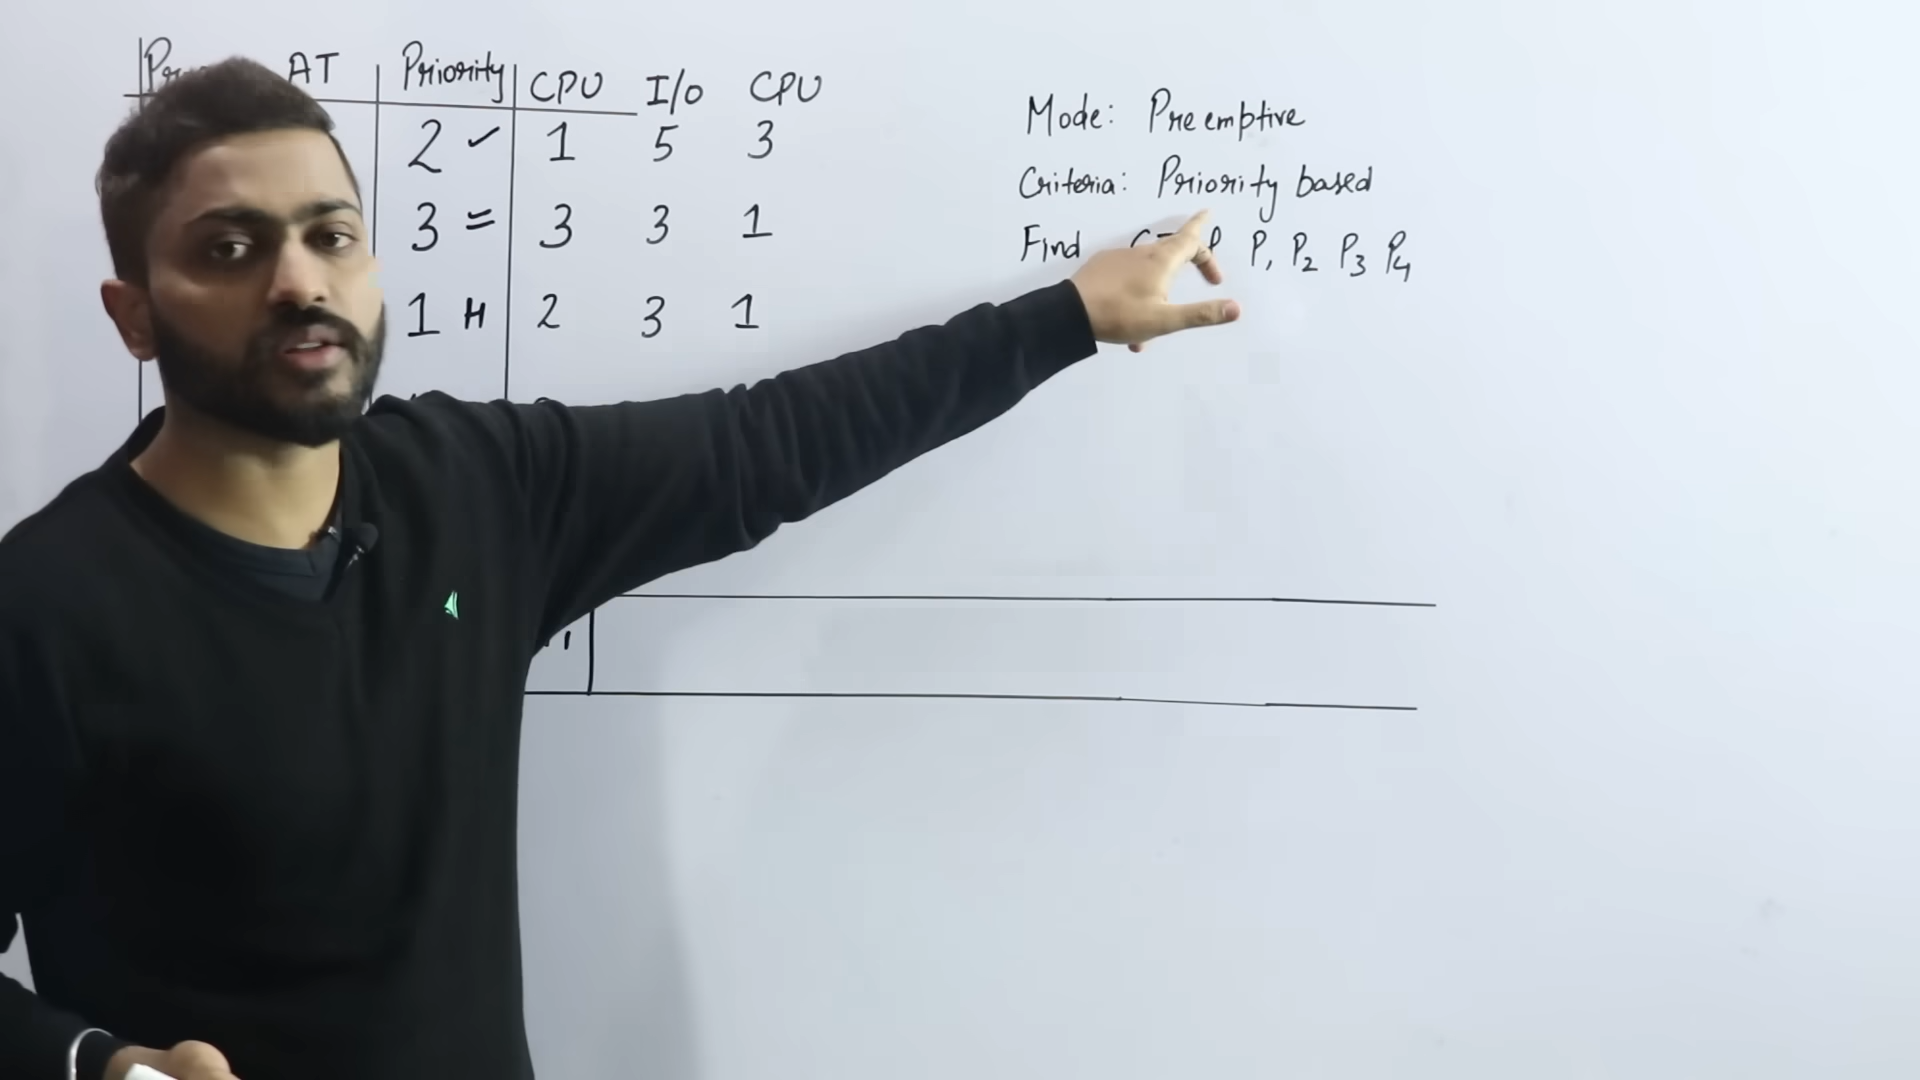 AT Priority CPU I/O CPU
2 ✓ 1 5 3
3 = 3 3 1
1 H 2 3 1
Mode: Preemptive
Criteria: Priority based
Find P1 P2 P3 P4